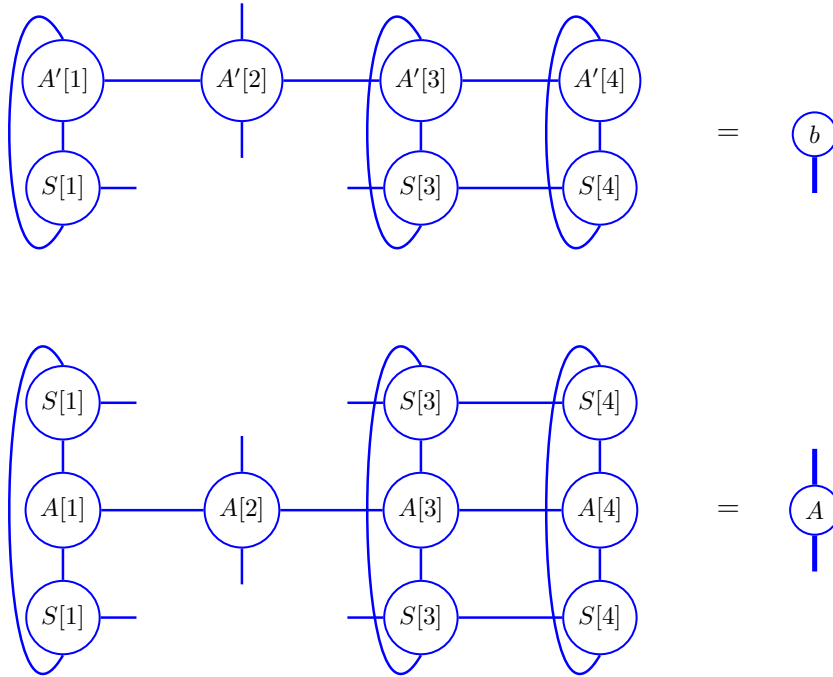 A′[1] A′[2] A′[3] A′[4]
= b
S[1] S[3] S[4]
S[1] S[3] S[4]
A[1] A[2] A[3] A[4] = A
S[1] S[3] S[4]